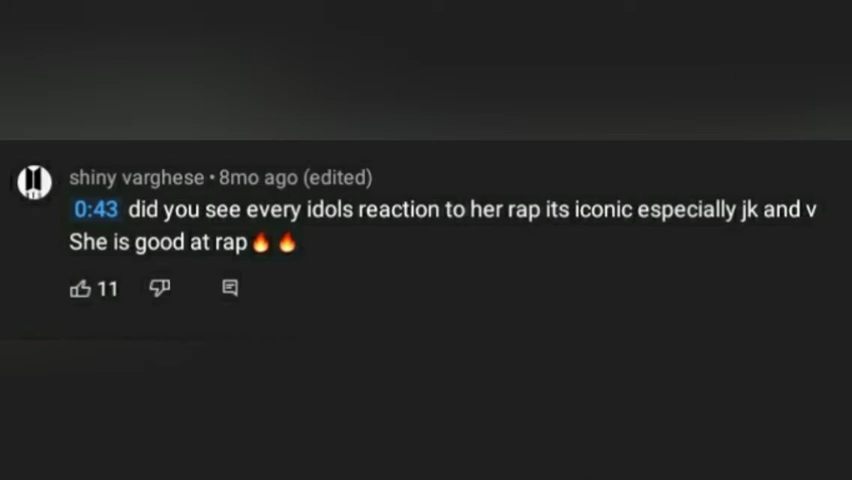 shiny varghese • 8mo ago (edited)
0:43 did you see every idols reaction to her rap its iconic especially jk and v
She is good at rap🔥🔥
11